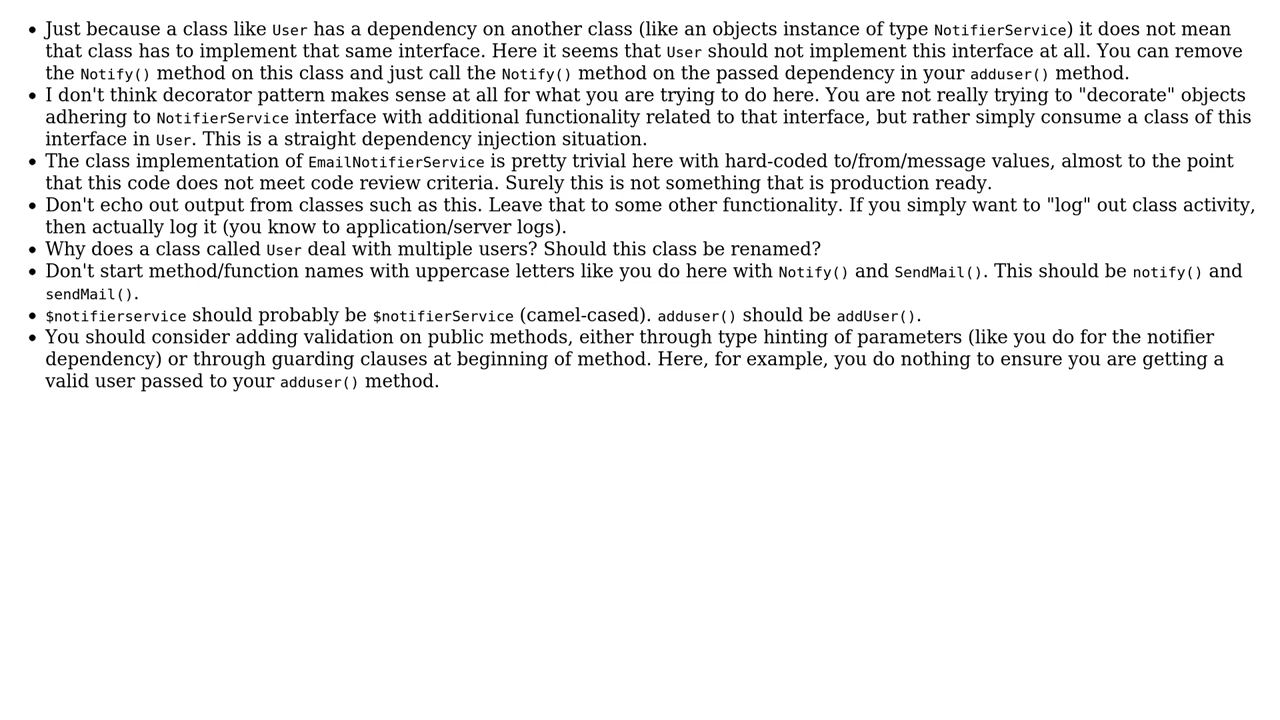 • Just because a class like User has a dependency on another class (like an objects instance of type NotifierService) it does not mean
that class has to implement that same interface. Here it seems that User should not implement this interface at all. You can remove
the Notify() method on this class and just call the Notify() method on the passed dependency in your adduser() method.
• I don't think decorator pattern makes sense at all for what you are trying to do here. You are not really trying to "decorate" objects
adhering to NotifierService interface with additional functionality related to that interface, but rather simply consume a class of this
interface in User. This is a straight dependency injection situation.
• The class implementation of EmailNotifierService is pretty trivial here with hard-coded to/from/message values, almost to the point
that this code does not meet code review criteria. Surely this is not something that is production ready.
• Don't echo out output from classes such as this. Leave that to some other functionality. If you simply want to "log" out class activity,
then actually log it (you know to application/server logs).
• Why does a class called User deal with multiple users? Should this class be renamed?
• Don't start method/function names with uppercase letters like you do here with Notify() and SendMail(). This should be notify() and
sendMail().
• $notifierservice should probably be $notifierService (camel-cased). adduser() should be addUser().
• You should consider adding validation on public methods, either through type hinting of parameters (like you do for the notifier
dependency) or through guarding clauses at beginning of method. Here, for example, you do nothing to ensure you are getting a
valid user passed to your adduser() method.